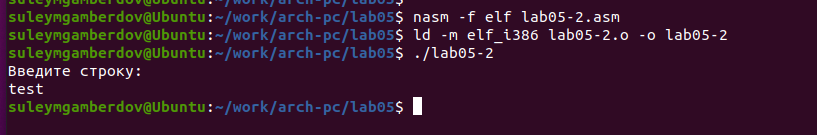 suleymgamberdov@Ubuntu:~/work/arch-pc/lab05$ nasm -f elf lab05-2.asm
suleymgamberdov@Ubuntu:~/work/arch-pc/lab05$ ld -m elf_i386 lab05-2.o -o lab05-2
suleymgamberdov@Ubuntu:~/work/arch-pc/lab05$ ./lab05-2
Введите строку:
test
suleymgamberdov@Ubuntu:~/work/arch-pc/lab05$